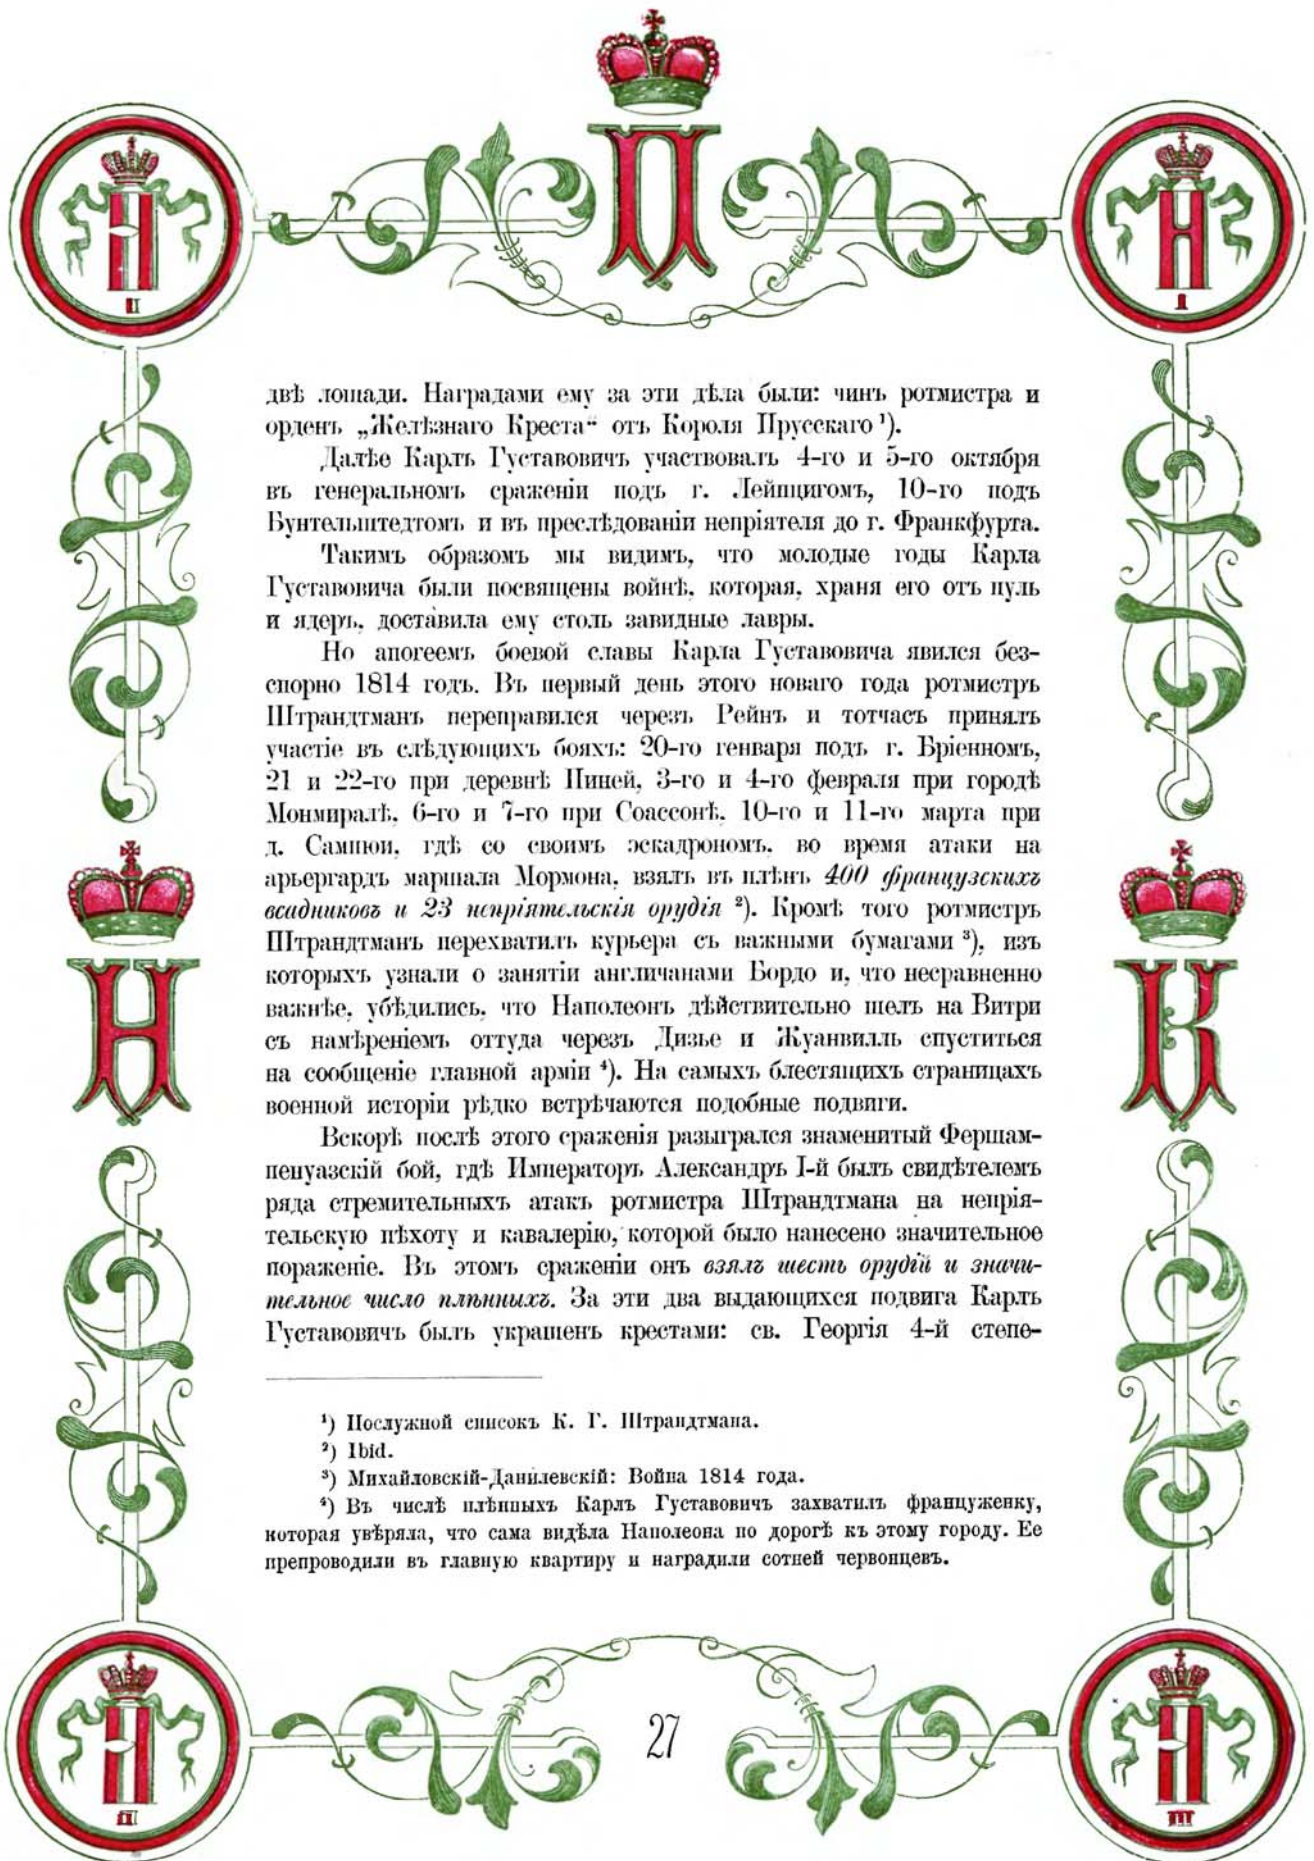 П
двѣ лошади. Наградами ему за эти дѣла были: чинъ ротмистра и
орденъ „Желѣзнаго Креста“ отъ Короля Прусскаго ¹).
Далѣе Карлъ Густавовичъ участвовалъ 4-го и 5-го октября
въ генеральномъ сраженіи подъ г. Лейпцигомъ, 10-го подъ
Бунтельштедтомъ и въ преслѣдованіи непріятеля до г. Франкфурта.
Такимъ образомъ мы видимъ, что молодые годы Карла
Густавовича были посвящены войнѣ, которая, храня его отъ пуль
и ядеръ, доставила ему столь завидные лавры.
Но апогеемъ боевой славы Карла Густавовича явился без-
спорно 1814 годъ. Въ первый день этого новаго года ротмистръ
Штрандтманъ переправился черезъ Рейнъ и тотчасъ принялъ
участіе въ слѣдующихъ бояхъ: 20-го генваря подъ г. Бріенномъ,
21 и 22-го при деревнѣ Пиней, 3-го и 4-го февраля при городѣ
Монмиралѣ, 6-го и 7-го при Соассонѣ, 10-го и 11-го марта при
д. Сампюи, гдѣ со своимъ эскадрономъ, во время атаки на
арьергардъ маршала Мормона, взялъ въ плѣнъ 400 французскихъ
всадниковъ и 23 непріятельскія орудія ²). Кромѣ того ротмистръ
Штрандтманъ перехватилъ курьера съ важными бумагами ³), изъ
которыхъ узнали о занятіи англичанами Бордо и, что несравненно
важнѣе, убѣдились, что Наполеонъ дѣйствительно шелъ на Витри
съ намѣреніемъ оттуда черезъ Дизье и Жуанвилль спуститься
на сообщеніе главной арміи ⁴). На самыхъ блестящихъ страницахъ
военной исторіи рѣдко встрѣчаются подобные подвиги.
Вскорѣ послѣ этого сраженія разыгрался знаменитый Фершам-
пенуазскій бой, гдѣ Императоръ Александръ I-й былъ свидѣтелемъ
ряда стремительныхъ атакъ ротмистра Штрандтмана на непрія-
тельскую пѣхоту и кавалерію, которой было нанесено значительное
пораженіе. Въ этомъ сраженіи онъ взялъ шесть орудій и значи-
тельное число плѣнныхъ. За эти два выдающихся подвига Карлъ
Густавовичъ былъ украшенъ крестами: св. Георгія 4-й степе-
¹) Послужной списокъ К. Г. Штрандтмана.
²) Ibid.
³) Михайловскій-Данилевскій: Война 1814 года.
⁴) Въ числѣ плѣнныхъ Карлъ Густавовичъ захватилъ француженку,
которая увѣряла, что сама видѣла Наполеона по дорогѣ къ этому городу. Ее
препроводили въ главную квартиру и наградили сотней червонцевъ.
Н
К
II
I
II
III
27